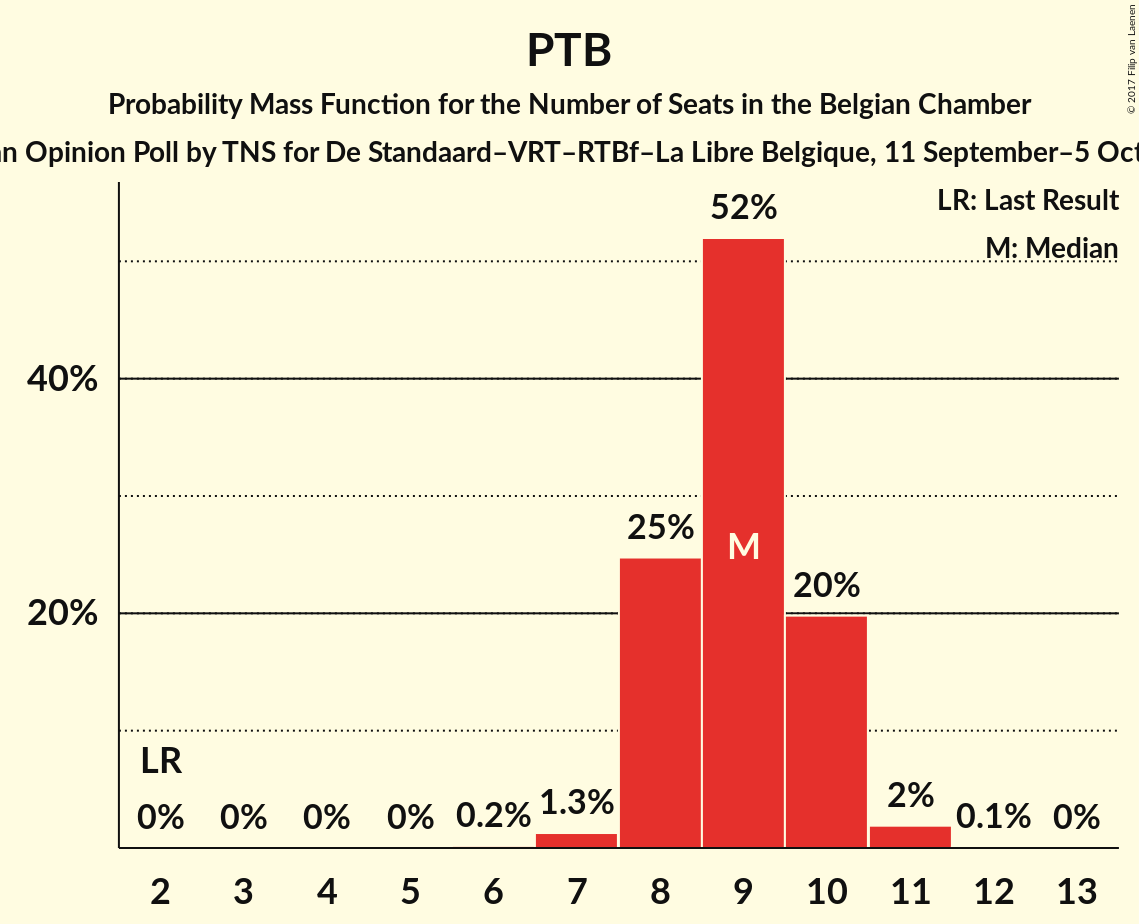 PTB
Probability Mass Function for the Number of Seats in the Belgian Chamber
Opinion Poll by TNS for De Standaard–VRT–RTBf–La Libre Belgique, 11 September–5
© 2017 Filip van Laenen
LR: Last Result
M: Median
52%
40%
25%
M
20%
20%
LR
0% 0% 0% 0% 0.2% 1.3% 2% 0.1% 0%
2 3 4 5 6 7 8 9 10 11 12 13